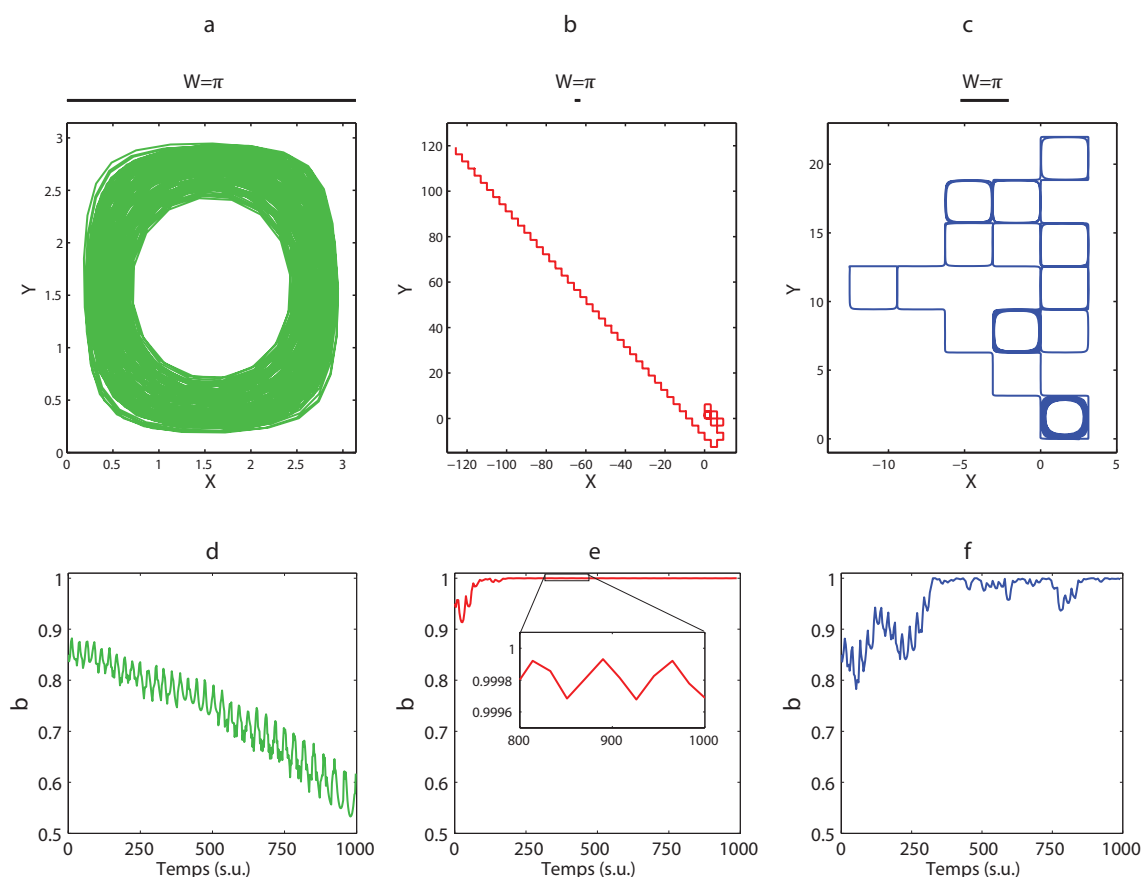 a
b
c
W=π
W=π
W=π
3
2.5
2
1.5
1
0.5
0
Y
0 0.5 1 1.5 2 2.5 3
X
120
100
80
60
40
20
0
Y
−120 −100 −80 −60 −40 −20 0
X
20
15
10
5
0
Y
−10 −5 0 5
X
d
e
f
1
0.9
0.8
0.7
0.6
0.5
b
0 250 500 750 1000
Temps (s.u.)
1
0.9
0.8
0.7
0.6
0.5
b
1
0.9998
0.9996
800 900 1000
0 250 500 750 1000
Temps (s.u.)
1
0.9
0.8
0.7
0.6
0.5
b
0 250 500 750 1000
Temps (s.u.)